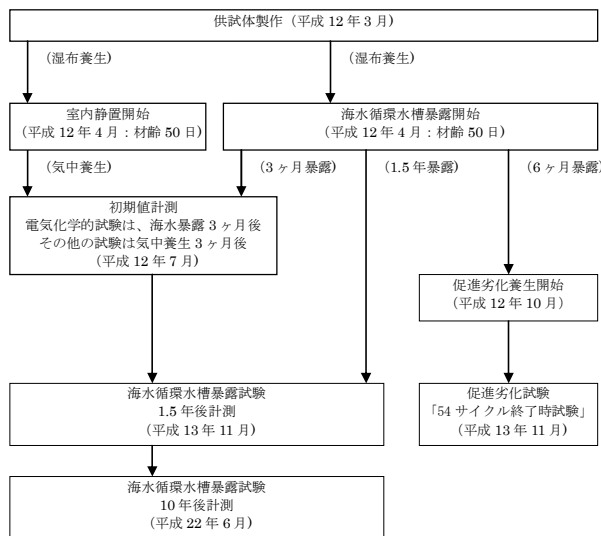 供試体製作（平成 12 年 3 月）
(湿布養生)
(湿布養生)
室内静置開始
(平成 12 年 4 月：材齢 50 日)
海水循環水槽暴露開始
(平成 12 年 4 月：材齢 50 日)
(気中養生)
(3 ヶ月暴露)
(1.5 年暴露)
(6 ヶ月暴露)
初期値計測
電気化学的試験は、海水暴露 3 ヶ月後
その他の試験は気中養生 3 ヶ月後
(平成 12 年 7 月)
促進劣化養生開始
(平成 12 年 10 月)
海水循環水槽暴露試験
1.5 年後計測
(平成 13 年 11 月)
促進劣化試験
「54 サイクル終了時試験」
(平成 13 年 11 月)
海水循環水槽暴露試験
10 年後計測
(平成 22 年 6 月)